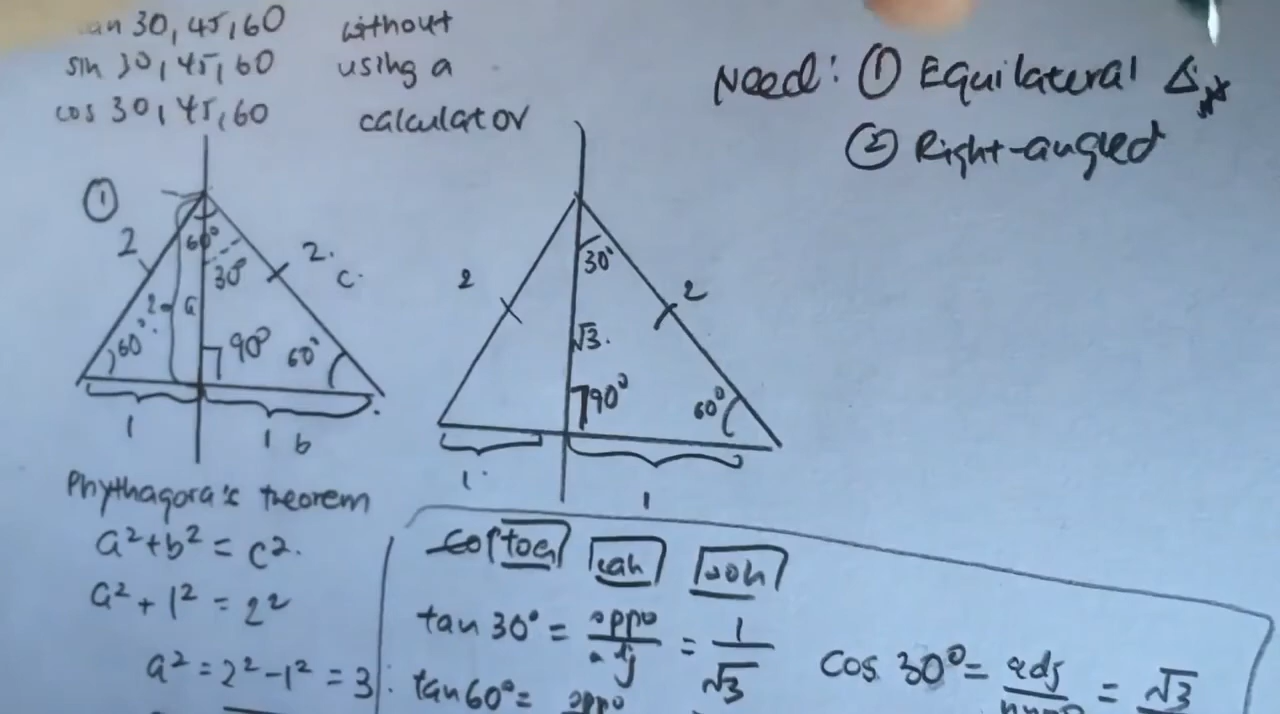 an 30, 45, 60 without
sin 30, 45, 60 using a
cos 30, 45, 60 calculator
Need: ① Equilateral Δ
② Right-angled
①
2
60°
30°
2.
c.
2
a
60°
90°
60°
1
1 b
2
30°
2
√3.
90°
60°
1
1
Phythagora's theorem
a² + b² = c².
a² + 1² = 2²
a² = 2² - 1² = 3
toa cah soh
tan 30° = oppo/adj = 1/√3
cos 30° = adj/hypo = √3
tan 60° = oppo